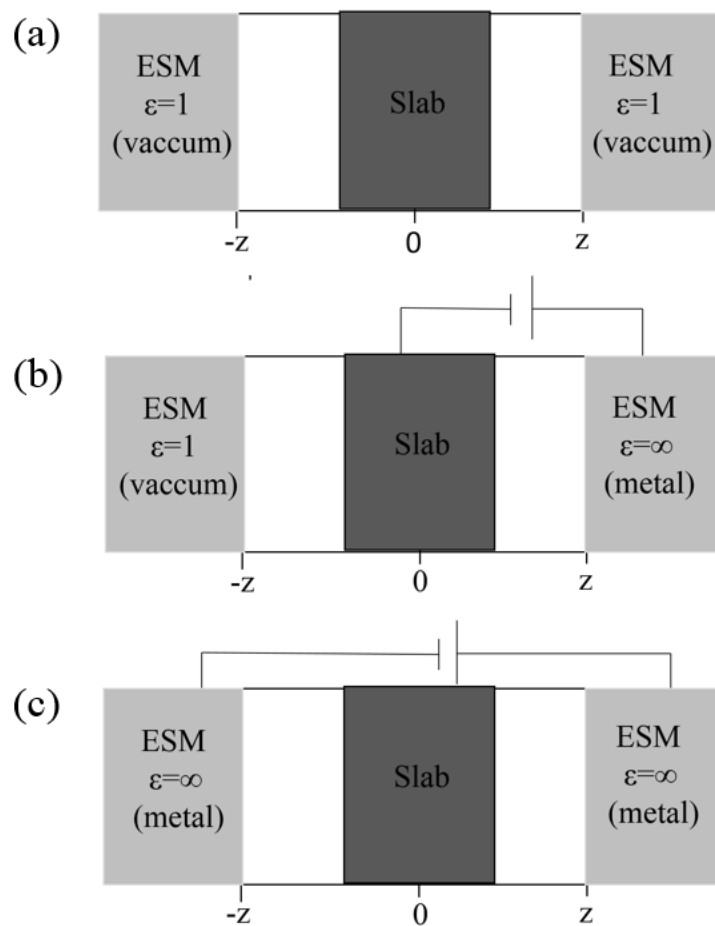 (a)
ESM
ε=1
(vaccum)
Slab
ESM
ε=1
(vaccum)
-z
0
z
(b)
ESM
ε=1
(vaccum)
Slab
ESM
ε=∞
(metal)
-z
0
z
(c)
ESM
ε=∞
(metal)
Slab
ESM
ε=∞
(metal)
-z
0
z